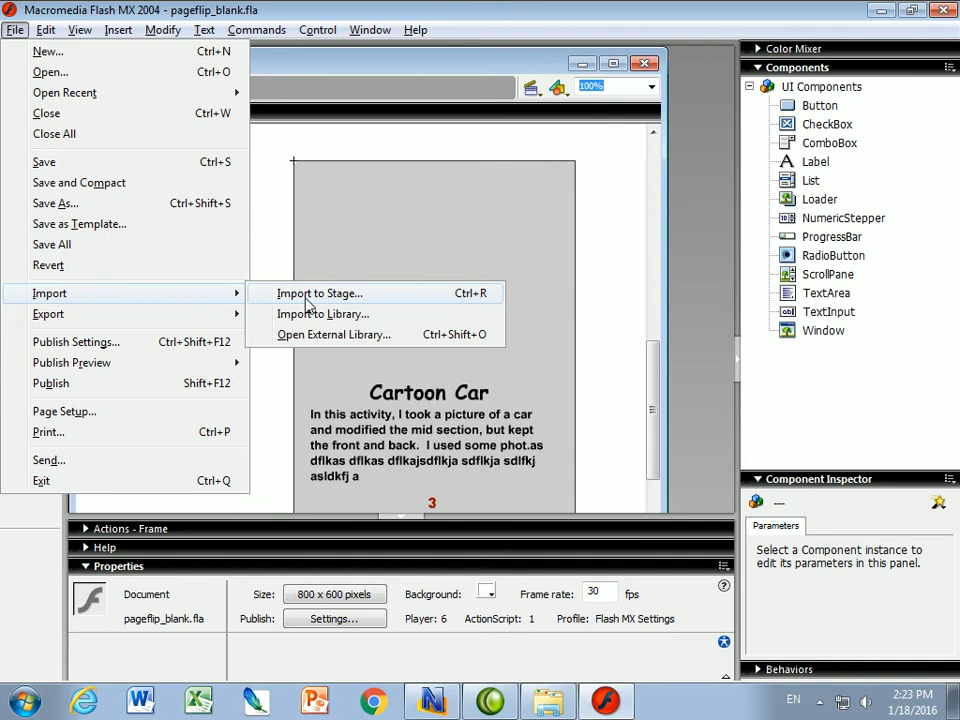 Macromedia Flash MX 2004 - pageflip_blank.fla
File Edit View Insert Modify Text Commands Control Window Help
New... Ctrl+N
Open... Ctrl+O
Open Recent
Close Ctrl+W
Close All
Save Ctrl+S
Save and Compact
Save As... Ctrl+Shift+S
Save as Template...
Save All
Revert
Import
Export
Publish Settings... Ctrl+Shift+F12
Publish Preview
Publish Shift+F12
Page Setup...
Print... Ctrl+P
Send...
Exit Ctrl+Q
Import to Stage... Ctrl+R
Import to Library...
Open External Library... Ctrl+Shift+O
100%
Cartoon Car
In this activity, I took a picture of a car
and modified the mid section, but kept
the front and back. I used some phot.as
dflkas dflkas dflkajsdflkja sdflkja sdlfkj
asldkfj a
3
Color Mixer
Components
UI Components
Button
CheckBox
ComboBox
Label
List
Loader
NumericStepper
ProgressBar
RadioButton
ScrollPane
TextArea
TextInput
Window
Component Inspector
---
Parameters
Select a Component instance to
edit its parameters in this panel.
Behaviors
Actions - Frame
Help
Properties
Document
pageflip_blank.fla
Size: 800 x 600 pixels Background: Frame rate: 30 fps
Publish: Settings... Player: 6 ActionScript: 1 Profile: Flash MX Settings
EN
2:23 PM
1/18/2016